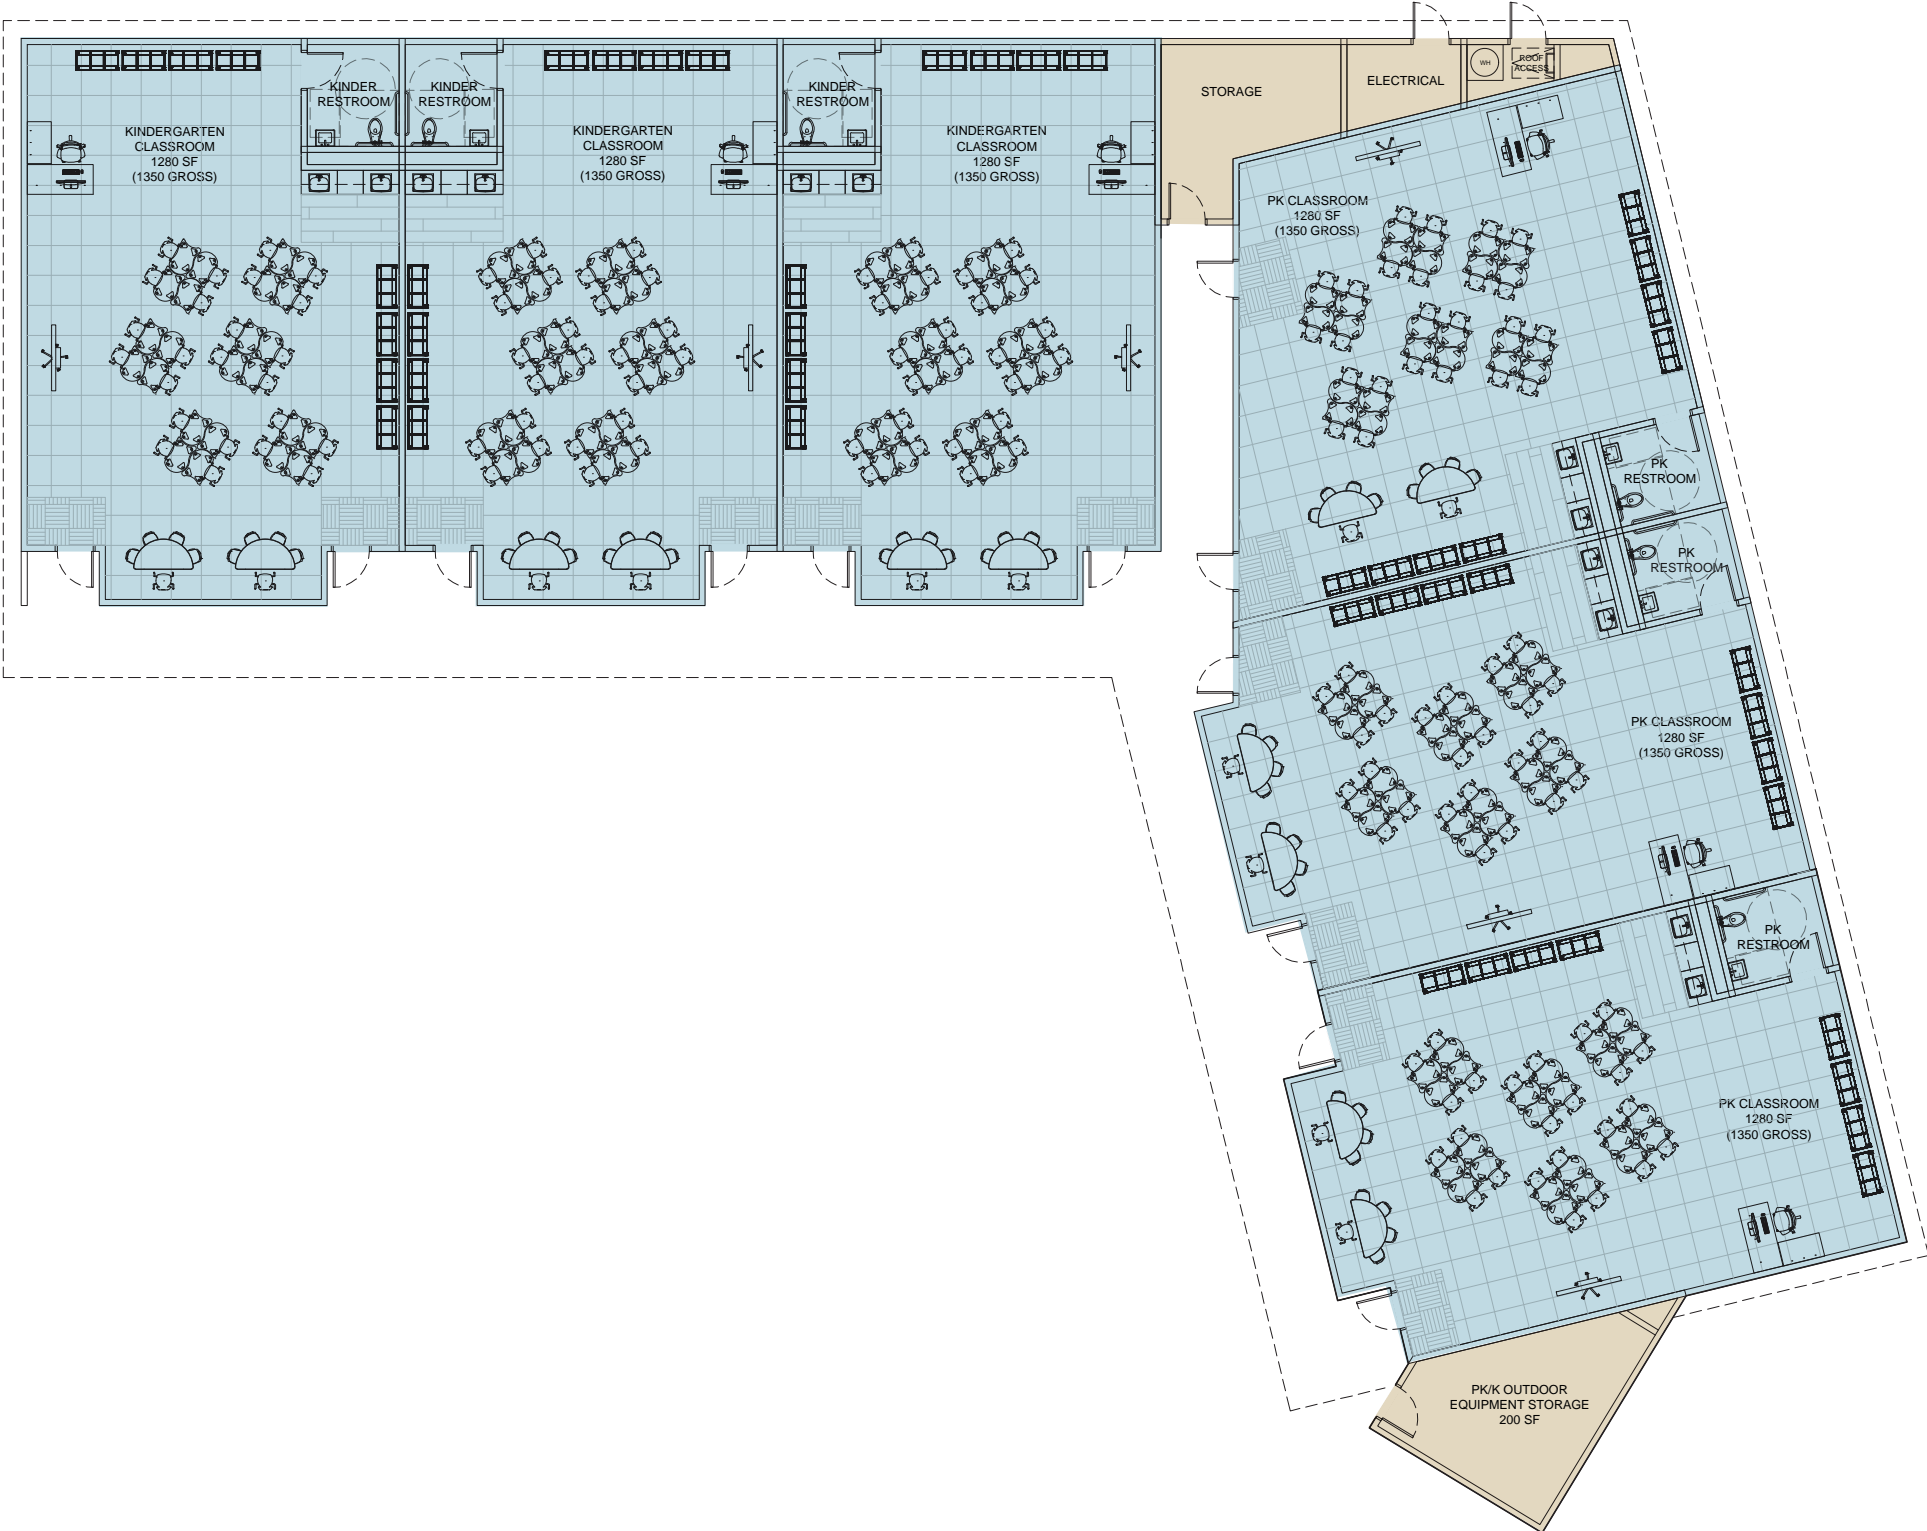 KINDERGARTEN
CLASSROOM
1280 SF
(1350 GROSS)
KINDER
RESTROOM
KINDER
RESTROOM
KINDERGARTEN
CLASSROOM
1280 SF
(1350 GROSS)
KINDER
RESTROOM
KINDERGARTEN
CLASSROOM
1280 SF
(1350 GROSS)
STORAGE
ELECTRICAL
WH
ROOF
ACCESS
PK CLASSROOM
1280 SF
(1350 GROSS)
PK
RESTROOM
PK
RESTROOM
PK CLASSROOM
1280 SF
(1350 GROSS)
PK
RESTROOM
PK CLASSROOM
1280 SF
(1350 GROSS)
PK/K OUTDOOR
EQUIPMENT STORAGE
200 SF